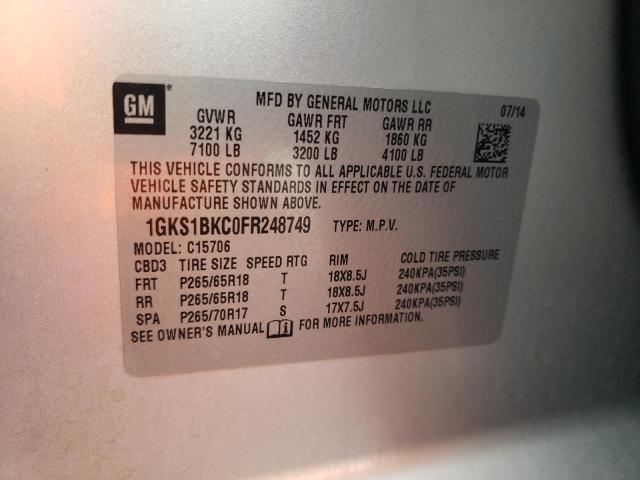 GM
®
MFD BY GENERAL MOTORS LLC 07/14
GVWR GAWR FRT GAWR RR
3221 KG 1452 KG 1860 KG
7100 LB 3200 LB 4100 LB
THIS VEHICLE CONFORMS TO ALL APPLICABLE U.S. FEDERAL MOTOR
VEHICLE SAFETY STANDARDS IN EFFECT ON THE DATE OF
MANUFACTURE SHOWN ABOVE.
1GKS1BKC0FR248749 TYPE: M.P.V.
MODEL: C15706
CBD3 TIRE SIZE SPEED RTG RIM COLD TIRE PRESSURE
FRT P265/65R18 T 18X8.5J 240KPA(35PSI)
RR P265/65R18 T 18X8.5J 240KPA(35PSI)
SPA P265/70R17 S 17X7.5J 240KPA(35PSI)
SEE OWNER'S MANUAL FOR MORE INFORMATION.